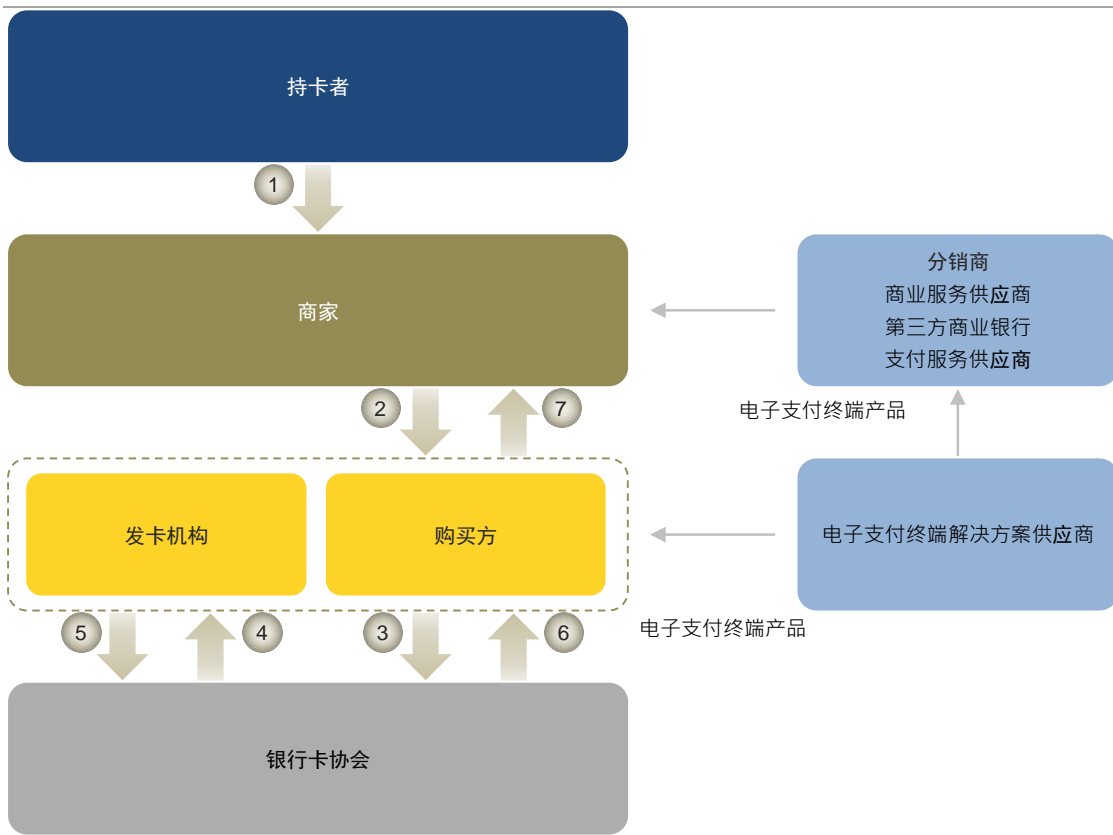 持卡者
1
商家
分销商
商业服务供应商
第三方商业银行
支付服务供应商
2
7
电子支付终端产品
发卡机构
购买方
电子支付终端解决方案供应商
5
4
3
6
电子支付终端产品
银行卡协会